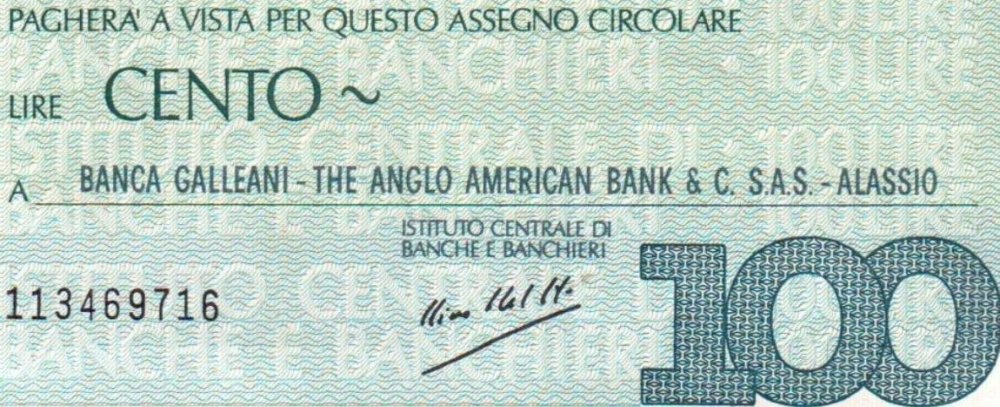 PAGHERA' A VISTA PER QUESTO ASSEGNO CIRCOLARE
LIRE CENTO ~
A BANCA GALLEANI - THE ANGLO AMERICAN BANK & C. S.A.S. - ALASSIO
ISTITUTO CENTRALE DI
BANCHE E BANCHIERI
113469716
100